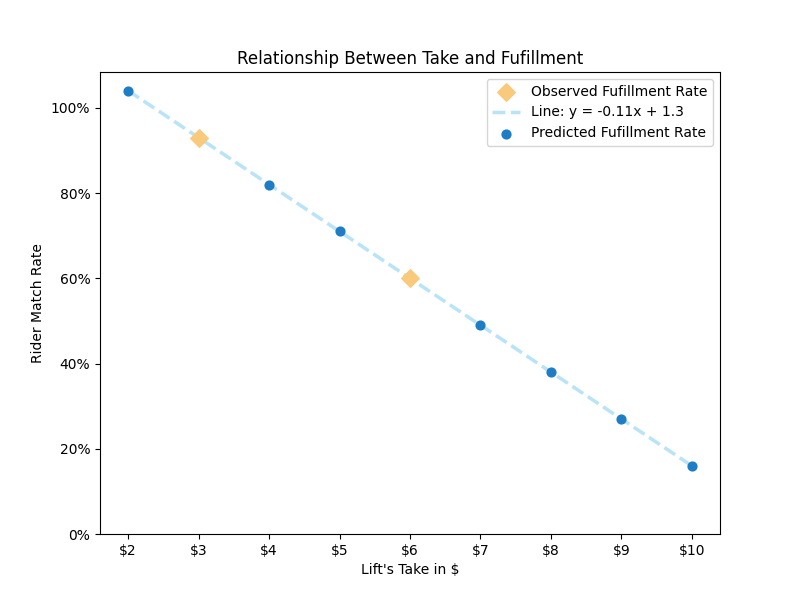 Relationship Between Take and Fufillment
Observed Fufillment Rate
Line: y = -0.11x + 1.3
Predicted Fufillment Rate
Rider Match Rate
100%
80%
60%
40%
20%
0%
$2 $3 $4 $5 $6 $7 $8 $9 $10
Lift's Take in $